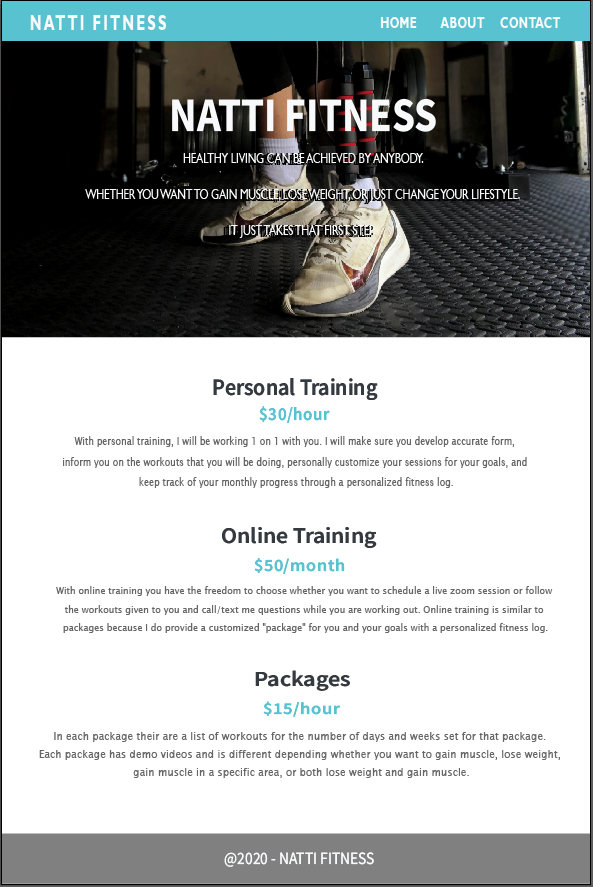 NATTI FITNESS
HOME ABOUT CONTACT
NATTI FITNESS
HEALTHY LIVING CAN BE ACHIEVED BY ANYBODY.
WHETHER YOU WANT TO GAIN MUSCLE, LOSE WEIGHT, OR JUST CHANGE YOUR LIFESTYLE.
IT JUST TAKES THAT FIRST STEP.
Personal Training
$30/hour
With personal training, I will be working 1 on 1 with you. I will make sure you develop accurate form,
inform you on the workouts that you will be doing, personally customize your sessions for your goals, and
keep track of your monthly progress through a personalized fitness log.
Online Training
$50/month
With online training you have the freedom to choose whether you want to schedule a live zoom session or follow
the workouts given to you and call/text me questions while you are working out. Online training is similar to
packages because I do provide a customized "package" for you and your goals with a personalized fitness log.
Packages
$15/hour
In each package their are a list of workouts for the number of days and weeks set for that package.
Each package has demo videos and is different depending whether you want to gain muscle, lose weight,
gain muscle in a specific area, or both lose weight and gain muscle.
@2020 - NATTI FITNESS